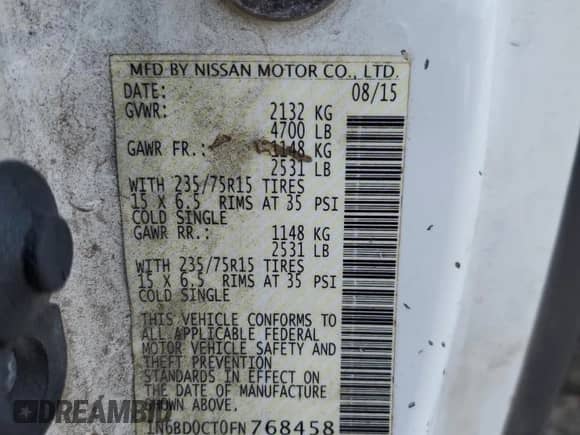 MFD BY NISSAN MOTOR CO., LTD.
DATE: 08/15
GVWR: 2132 KG
4700 LB
GAWR FR.: 1148 KG
2531 LB
WITH 235/75R15 TIRES
15 X 6.5 RIMS AT 35 PSI
COLD SINGLE
GAWR RR.: 1148 KG
2531 LB
WITH 235/75R15 TIRES
15 X 6.5 RIMS AT 35 PSI
COLD SINGLE
THIS VEHICLE CONFORMS TO
ALL APPLICABLE FEDERAL
MOTOR VEHICLE SAFETY AND
THEFT PREVENTION
STANDARDS IN EFFECT ON
THE DATE OF MANUFACTURE
SHOWN ABOVE.
1N6BD0CT0FN768458